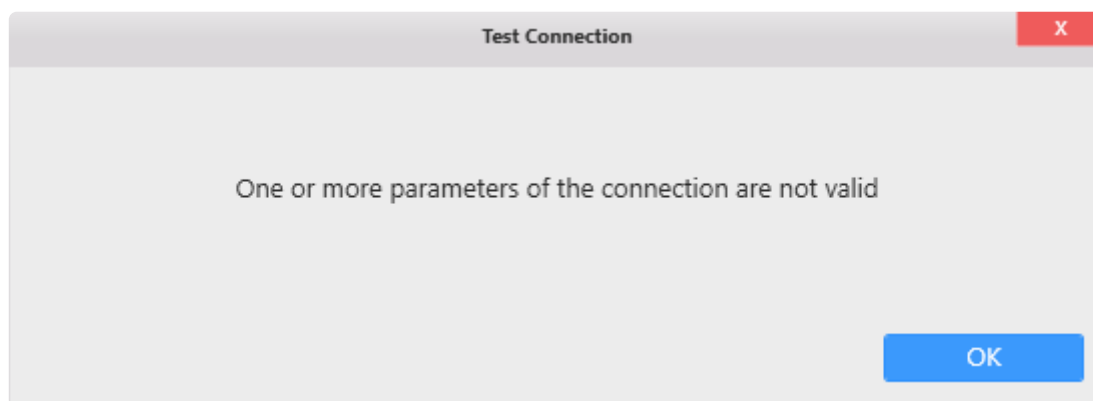 Test Connection
X
One or more parameters of the connection are not valid
OK